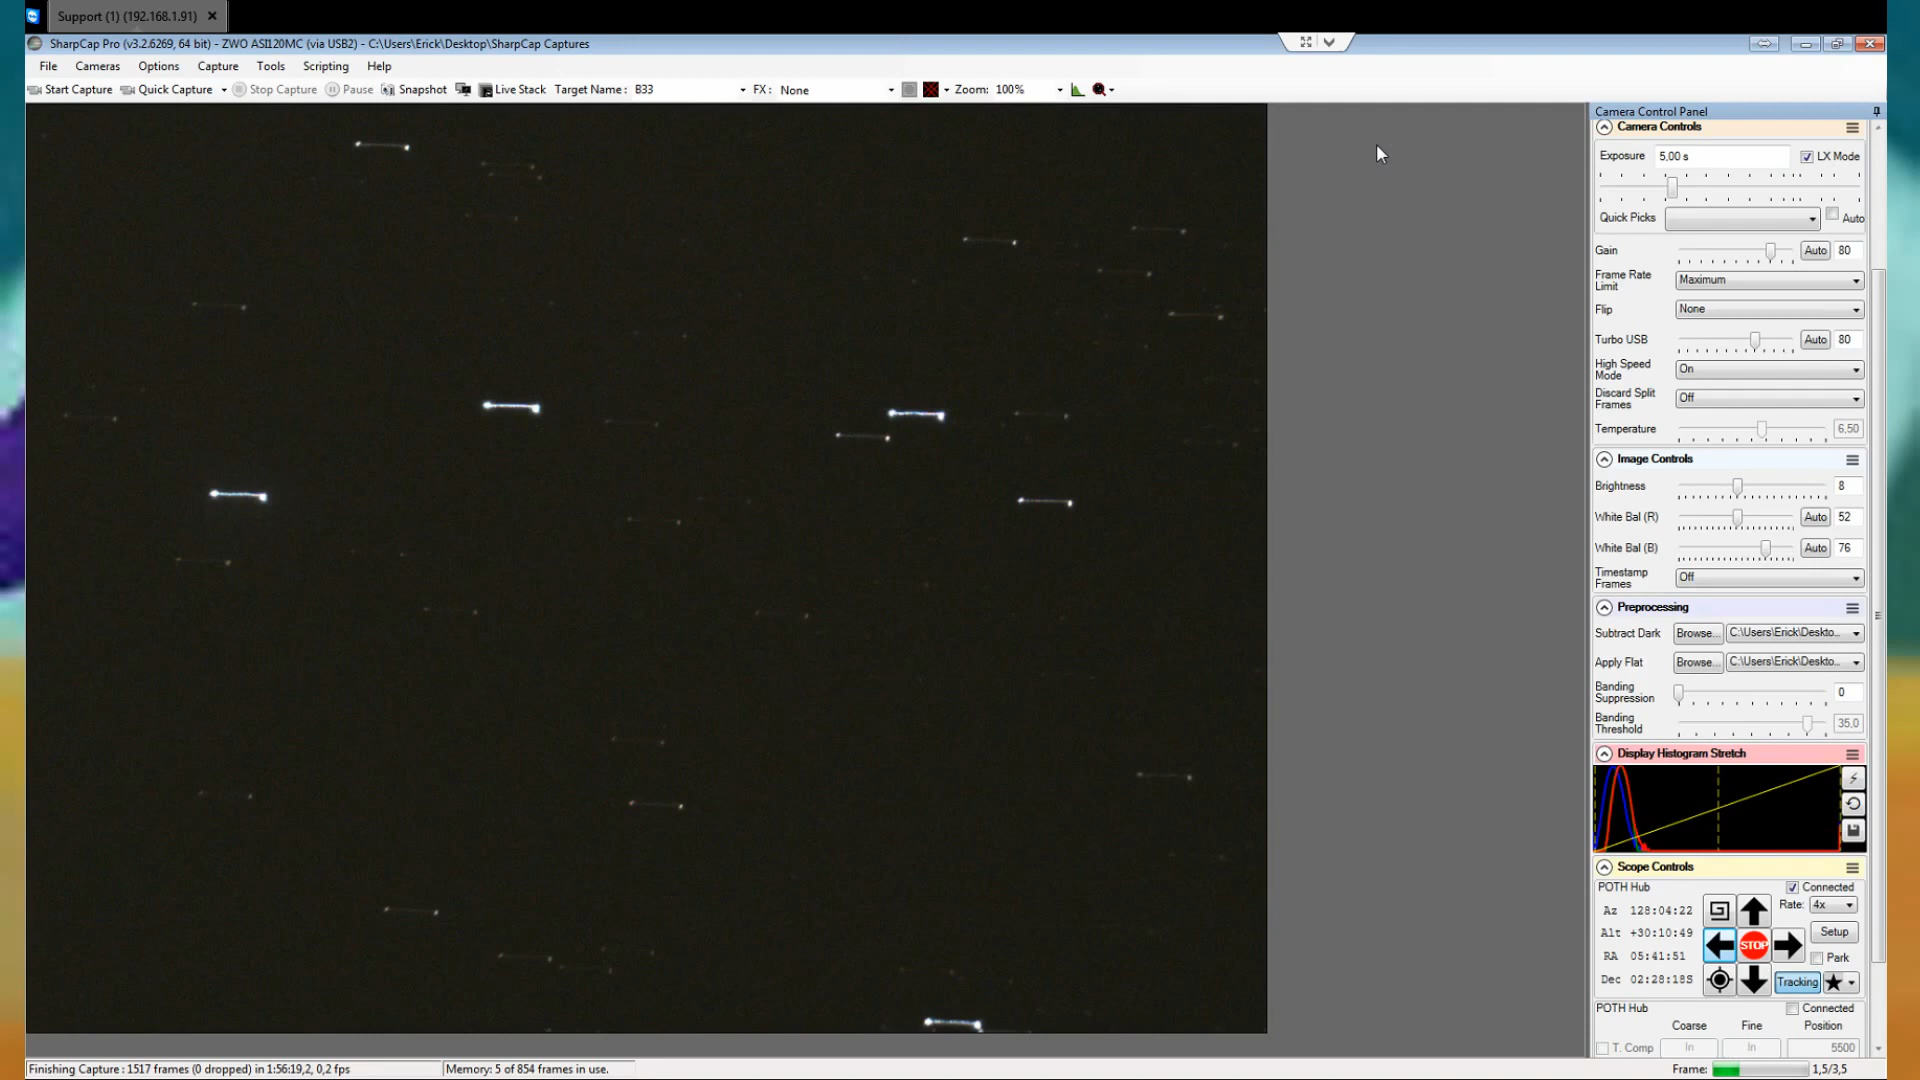 Support (1) (192.168.1.91)
SharpCap Pro (v3.2.6269, 64 bit) - ZWO ASI120MC (via USB2) - C:\Users\Erick\Desktop\SharpCap Captures
File Cameras Options Capture Tools Scripting Help
Start Capture Quick Capture Stop Capture Pause Snapshot Live Stack Target Name : B33 FX : None Zoom: 100%
Camera Control Panel
Camera Controls
Exposure 5,00 s LX Mode
Quick Picks Auto
Gain Auto 80
Frame Rate Limit Maximum
Flip None
Turbo USB Auto 80
High Speed Mode On
Discard Split Frames Off
Temperature 6,50
Image Controls
Brightness 8
White Bal (R) Auto 52
White Bal (B) Auto 76
Timestamp Frames Off
Preprocessing
Subtract Dark Browse... C:\Users\Erick\Deskto...
Apply Flat Browse... C:\Users\Erick\Deskto...
Banding Suppression 0
Banding Threshold 35,0
Display Histogram Stretch
Scope Controls
POTH Hub Connected
Az 128:04:22 Rate: 4x
Alt +30:10:49 Setup
RA 05:41:51 STOP Park
Dec 02:28:18S Tracking
POTH Hub Connected
Coarse Fine Position
T. Comp In In 5500
Finishing Capture : 1517 frames (0 dropped) in 1:56:19,2, 0,2 fps Memory: 5 of 854 frames in use. Frame: 1,5/3,5